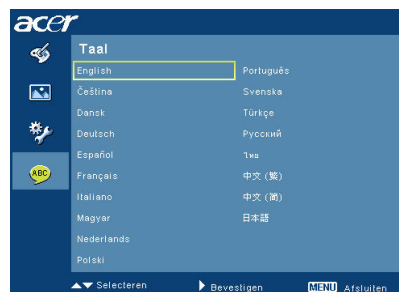 acer
Taal
English
Čeština
Dansk
Deutsch
Español
Français
Italiano
Magyar
Nederlands
Polski
Português
Svenska
Türkçe
Русский
ไทย
中文 (繁)
中文 (简)
日本語
ABC
Selecteren
Bevestigen
MENU Afsluiten